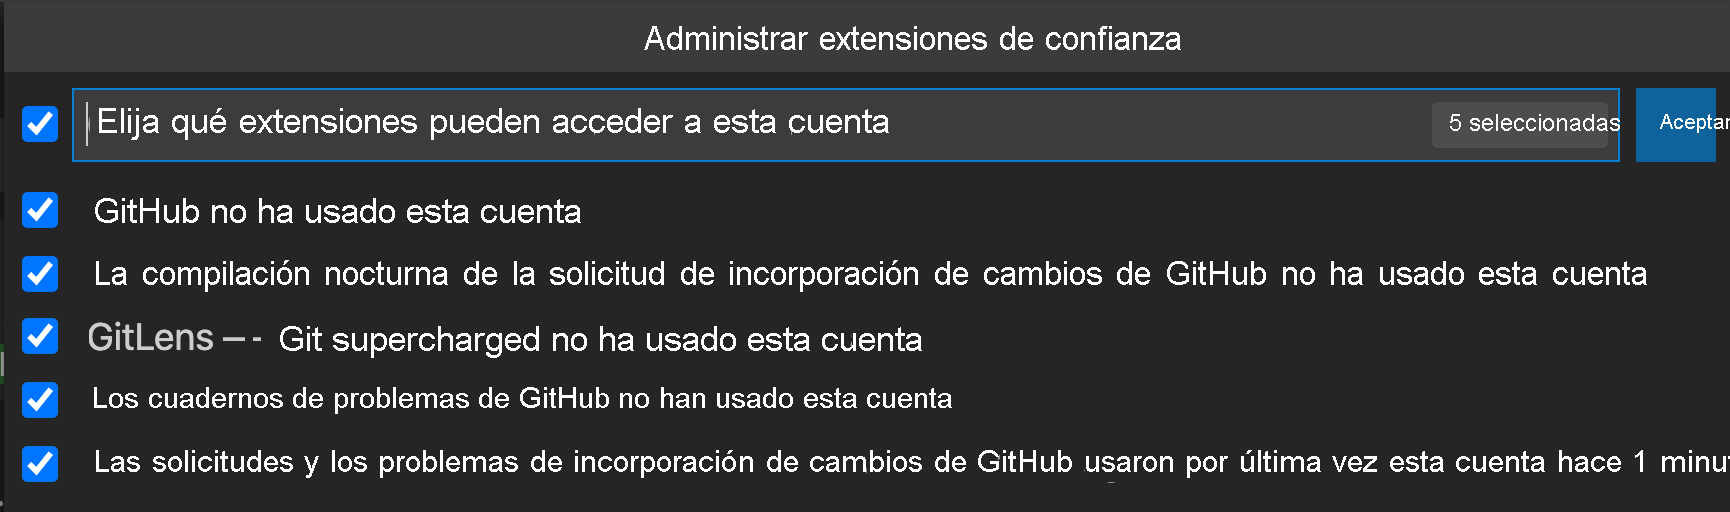 Administrar extensiones de confianza
Elija qué extensiones pueden acceder a esta cuenta
5 seleccionadas
Aceptar
GitHub no ha usado esta cuenta
La compilación nocturna de la solicitud de incorporación de cambios de GitHub no ha usado esta cuenta
GitLens — - Git supercharged no ha usado esta cuenta
Los cuadernos de problemas de GitHub no han usado esta cuenta
Las solicitudes y los problemas de incorporación de cambios de GitHub usaron por última vez esta cuenta hace 1 minu